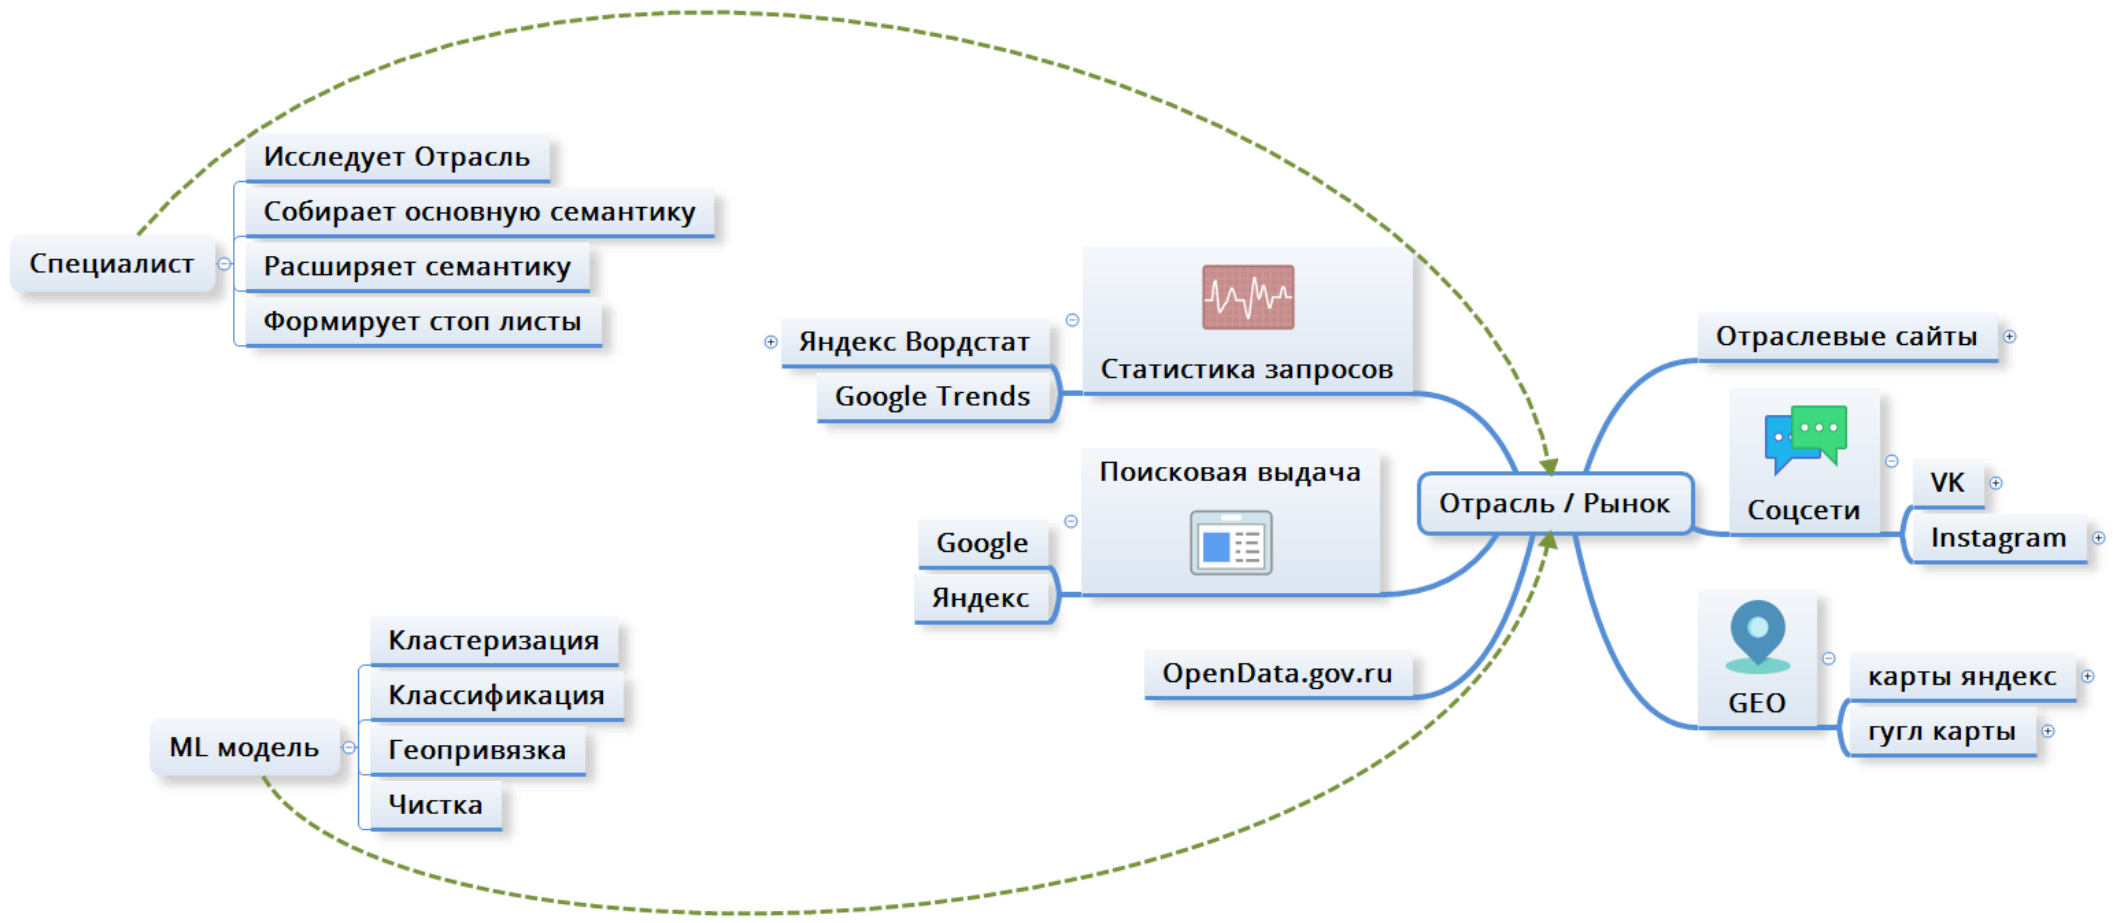 Специалист
Исследует Отрасль
Собирает основную семантику
Расширяет семантику
Формирует стоп листы
ML модель
Кластеризация
Классификация
Геопривязка
Чистка
Статистика запросов
Яндекс Вордстат
Google Trends
Поисковая выдача
Google
Яндекс
OpenData.gov.ru
Отрасль / Рынок
Отраслевые сайты
Соцсети
VK
Instagram
GEO
карты яндекс
гугл карты